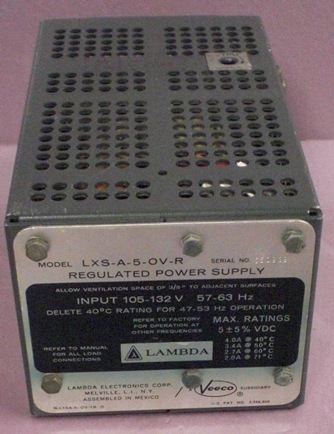 MODEL LXS-A-5-OV-R SERIAL NO.
REGULATED POWER SUPPLY
ALLOW VENTILATION SPACE OF 3/8" TO ADJACENT SURFACES
INPUT 105-132 V 57-63 Hz
DELETE 40°C RATING FOR 47-53 Hz OPERATION
REFER TO FACTORY FOR OPERATION AT OTHER FREQUENCIES
MAX. RATINGS
5±5% VDC
4.0A @ 40°C
3.4A @ 50°C
2.7A @ 60°C
2.0A @ 71°C
REFER TO MANUAL FOR ALL LOAD CONNECTIONS
LAMBDA
LAMBDA ELECTRONICS CORP.
MELVILLE, L.I., N.Y.
ASSEMBLED IN MEXICO
Veeco SUBSIDIARY
U.S. PAT. NO.